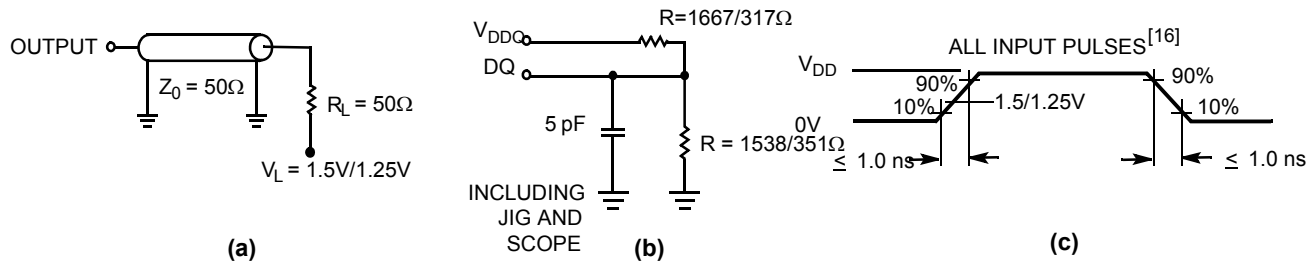 OUTPUT
Z0 = 50Ω
RL = 50Ω
VL = 1.5V/1.25V
(a)
R=1667/317Ω
VDDQ
DQ
5 pF
R = 1538/351Ω
INCLUDING
JIG AND
SCOPE
(b)
ALL INPUT PULSES[16]
VDD
90%
90%
10%
1.5/1.25V
10%
0V
≤ 1.0 ns
≤ 1.0 ns
(c)